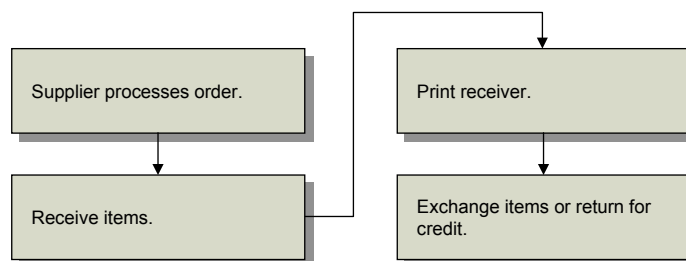 Supplier processes order.
Receive items.
Print receiver.
Exchange items or return for
credit.